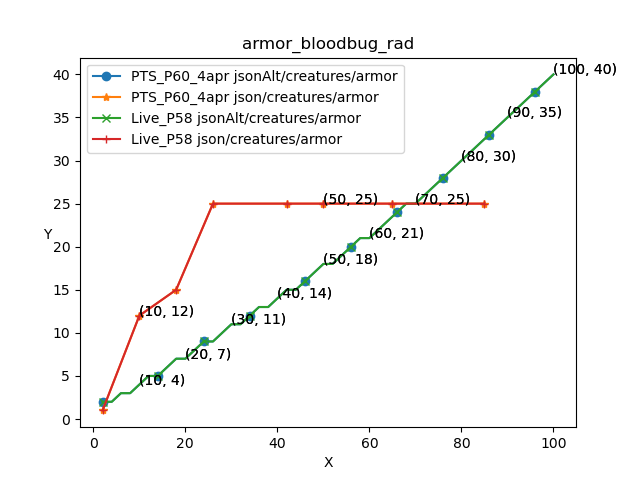 armor_bloodbug_rad
PTS_P60_4apr jsonAlt/creatures/armor
PTS_P60_4apr json/creatures/armor
Live_P58 jsonAlt/creatures/armor
Live_P58 json/creatures/armor
(100, 40)
(90, 35)
(80, 30)
(50, 25)
(70, 25)
(60, 21)
(50, 18)
(40, 14)
(10, 12)
(30, 11)
(20, 7)
(10, 4)
40
35
30
25
20
15
10
5
0
Y
0 20 40 60 80 100
X